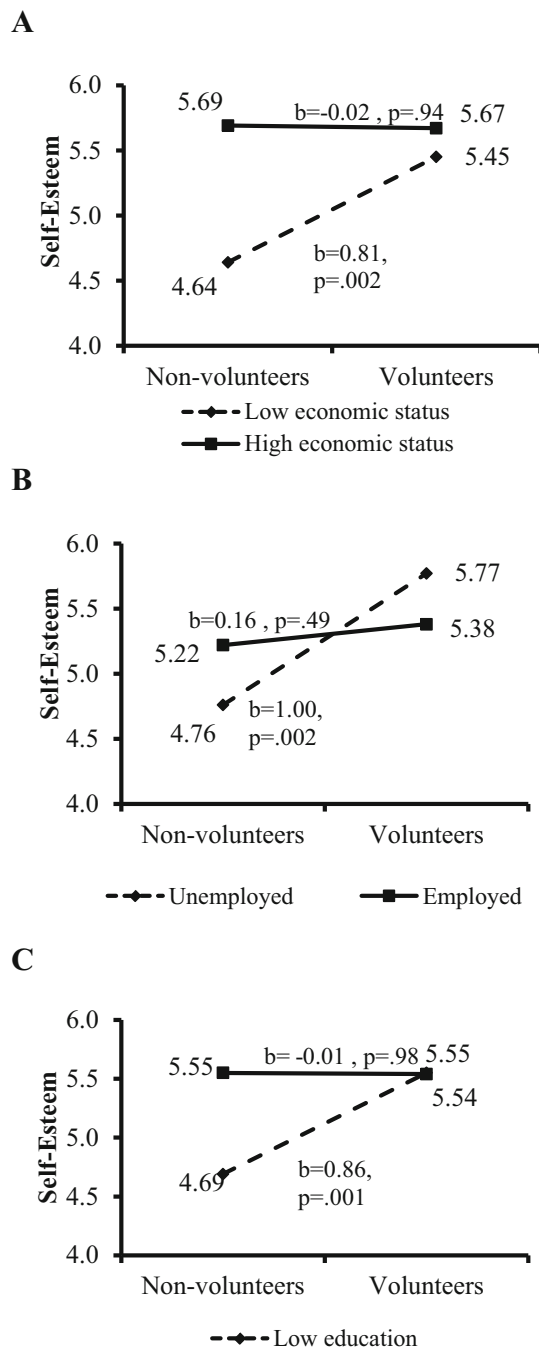 A
6.0
5.69
b=-0.02 , p=.94
5.67
5.5
5.45
Self-Esteem
5.0
b=0.81,
p=.002
4.64
4.5
4.0
Non-volunteers
Volunteers
Low economic status
High economic status
B
6.0
5.77
5.5
b=0.16 , p=.49
5.22
5.38
Self-Esteem
5.0
4.76
b=1.00,
p=.002
4.5
4.0
Non-volunteers
Volunteers
Unemployed
Employed
C
6.0
5.55
b= -0.01 , p=.98
5.55
5.5
5.54
Self-Esteem
5.0
4.69
b=0.86,
p=.001
4.5
4.0
Non-volunteers
Volunteers
Low education